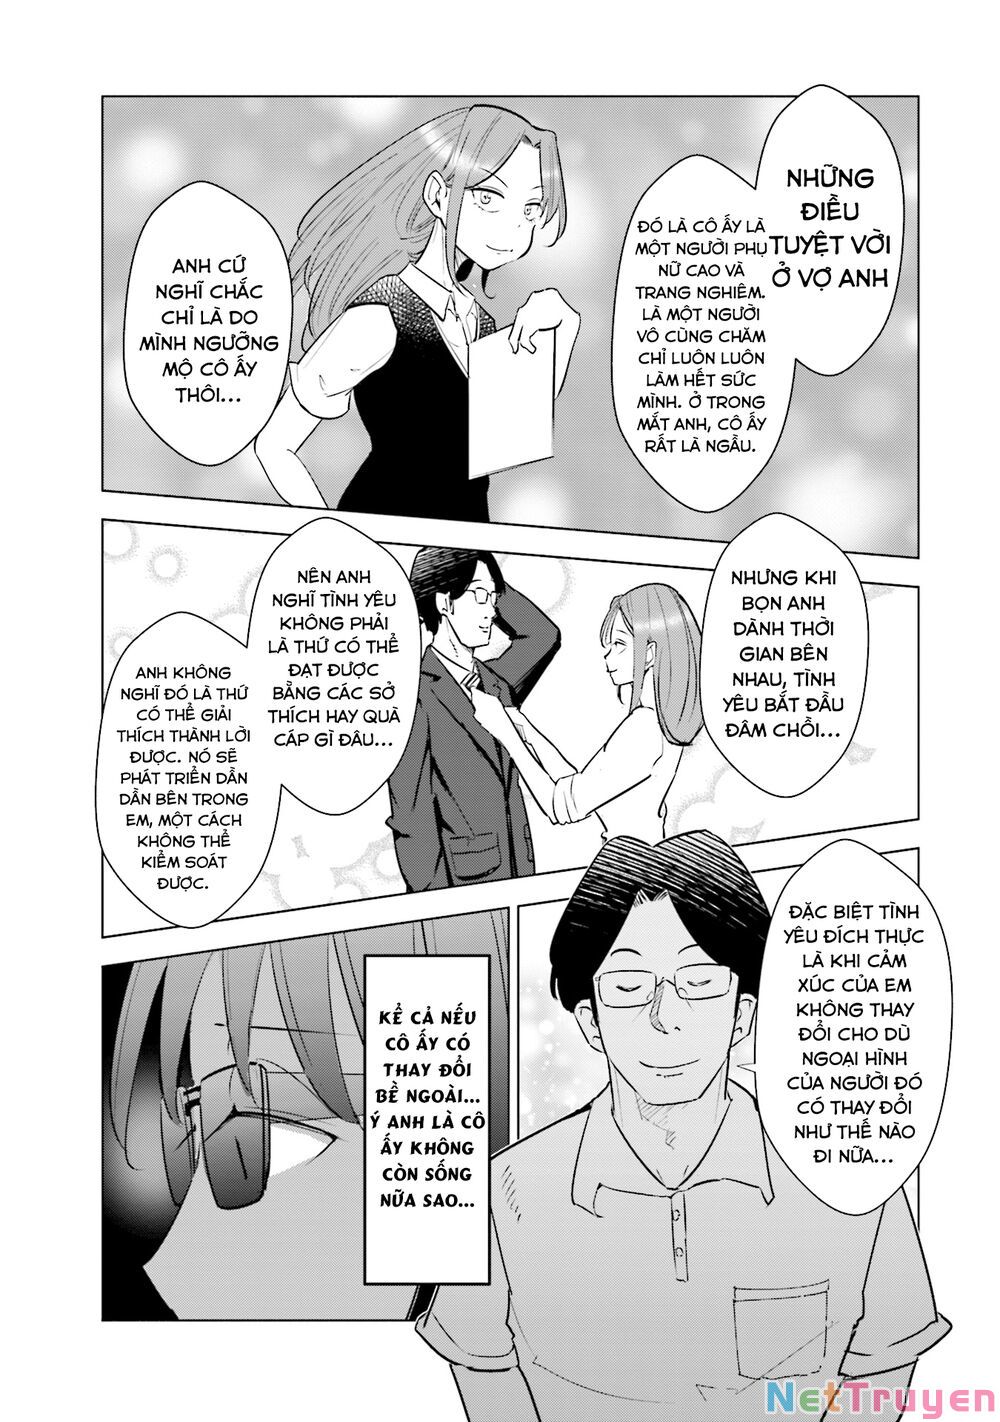 NHỮNG
ĐIỀU
TUYỆT VỜI
Ở VỢ ANH
ĐÓ LÀ CÔ ẤY LÀ
MỘT NGƯỜI PHỤ
NỮ CAO VÀ
TRANG NGHIÊM.
LÀ MỘT NGƯỜI
VÔ CÙNG CHĂM
CHỈ LUÔN LUÔN
LÀM HẾT SỨC
MÌNH. Ở TRONG
MẮT ANH, CÔ ẤY
RẤT LÀ NGẦU.
ANH CỨ
NGHĨ CHẮC
CHỈ LÀ DO
MÌNH NGƯỠNG
MỘ CÔ ẤY
THÔI...
NHƯNG KHI
BỌN ANH
DÀNH THỜI
GIAN BÊN
NHAU, TÌNH
YÊU BẮT ĐẦU
ĐÂM CHỒI...
NÊN ANH
NGHĨ TÌNH YÊU
KHÔNG PHẢI
LÀ THỨ CÓ THỂ
ĐẠT ĐƯỢC
BẰNG CÁC SỞ
THÍCH HAY QUÀ
CÁP GÌ ĐÂU...
ANH KHÔNG
NGHĨ ĐÓ LÀ THỨ
CÓ THỂ GIẢI
THÍCH THÀNH LỜI
ĐƯỢC. NÓ SẼ
PHÁT TRIỂN DẦN
DẦN BÊN TRONG
EM, MỘT CÁCH
KHÔNG THỂ
KIỂM SOÁT
ĐƯỢC.
ĐẶC BIỆT TÌNH
YÊU ĐÍCH THỰC
LÀ KHI CẢM
XÚC CỦA EM
KHÔNG THAY
ĐỔI CHO DÙ
NGOẠI HÌNH
CỦA NGƯỜI ĐÓ
CÓ THAY ĐỔI
NHƯ THẾ NÀO
ĐI NỮA...
KỂ CẢ NẾU
CÔ ẤY CÓ
THAY ĐỔI
BỀ NGOÀI...
Ý ANH LÀ CÔ
ẤY KHÔNG
CÒN SỐNG
NỮA SAO...
NetTruyen